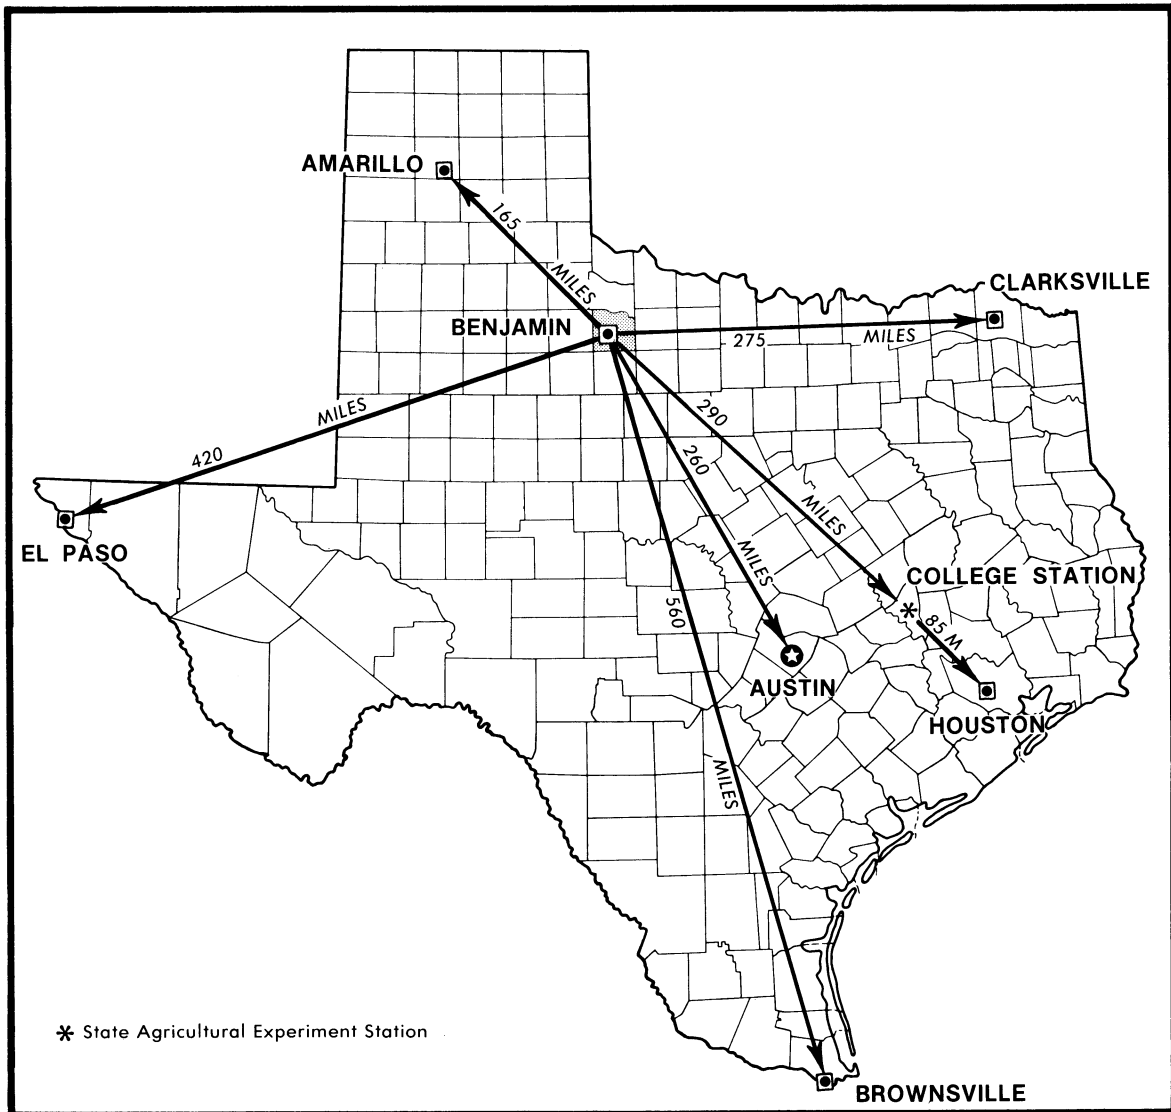 AMARILLO
165 MILES
CLARKSVILLE
BENJAMIN
275 MILES
420 MILES
290 MILES
260 MILES
560 MILES
EL PASO
COLLEGE STATION
85 M
AUSTIN
HOUSTON
* State Agricultural Experiment Station
BROWNSVILLE